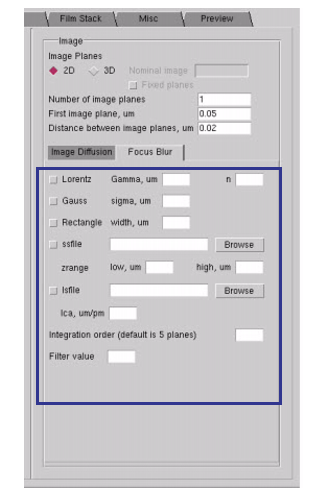 Film Stack Misc Preview
Image
Image Planes
2D 3D Nominal image
Fixed planes
Number of image planes 1
First image plane, um 0.05
Distance between image planes, um 0.02
Image Diffusion Focus Blur
Lorentz Gamma, um n
Gauss sigma, um
Rectangle width, um
ssfile Browse
zrange low, um high, um
lsfile Browse
lca, um/pm
Integration order (default is 5 planes)
Filter value